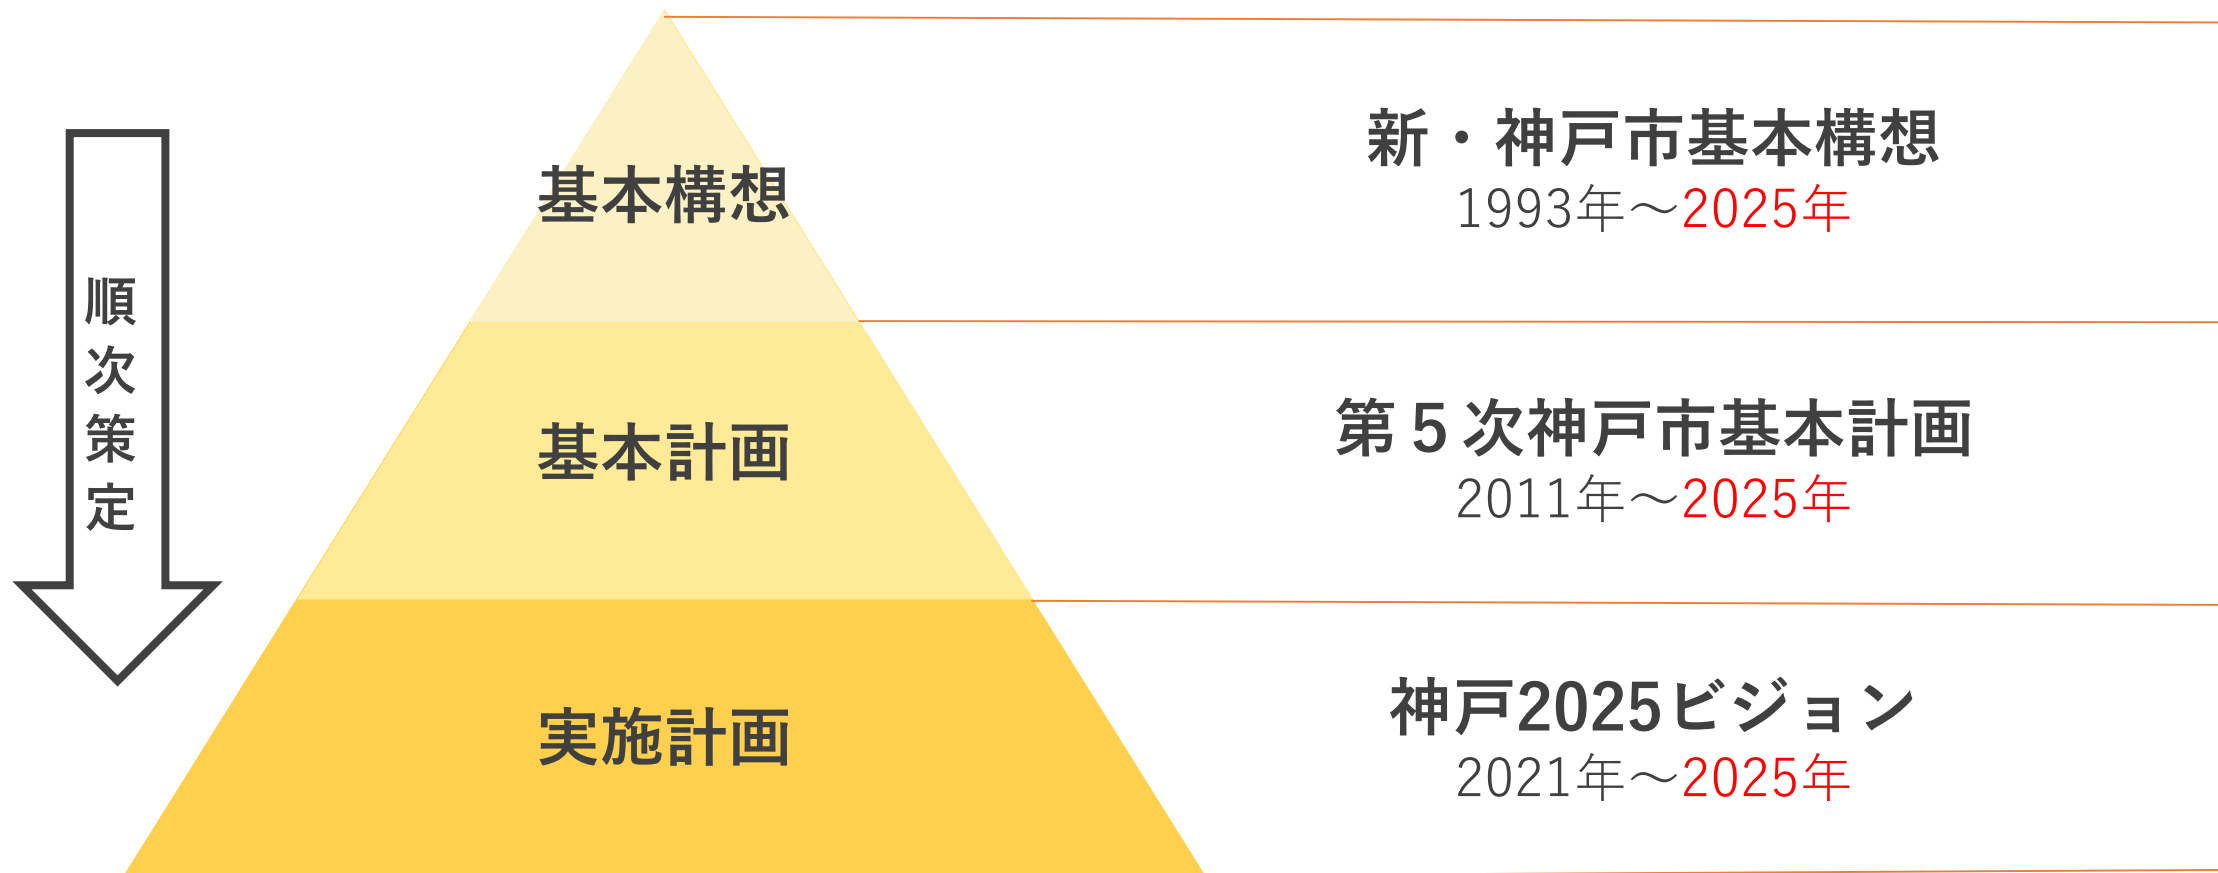 順次策定
基本構想
新・神戸市基本構想
1993年～2025年
基本計画
第５次神戸市基本計画
2011年～2025年
実施計画
神戸2025ビジョン
2021年～2025年